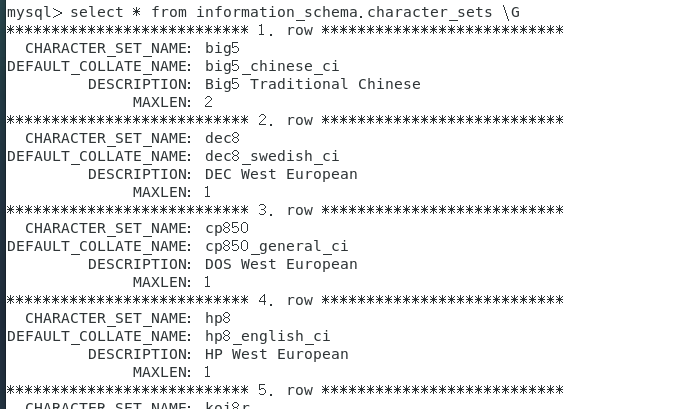 mysql> select * from information_schema.character_sets \G
*************************** 1. row ***************************
CHARACTER_SET_NAME: big5
DEFAULT_COLLATE_NAME: big5_chinese_ci
DESCRIPTION: Big5 Traditional Chinese
MAXLEN: 2
*************************** 2. row ***************************
CHARACTER_SET_NAME: dec8
DEFAULT_COLLATE_NAME: dec8_swedish_ci
DESCRIPTION: DEC West European
MAXLEN: 1
*************************** 3. row ***************************
CHARACTER_SET_NAME: cp850
DEFAULT_COLLATE_NAME: cp850_general_ci
DESCRIPTION: DOS West European
MAXLEN: 1
*************************** 4. row ***************************
CHARACTER_SET_NAME: hp8
DEFAULT_COLLATE_NAME: hp8_english_ci
DESCRIPTION: HP West European
MAXLEN: 1
*************************** 5. row ***************************
CHARACTER_SET_NAME: koi8r